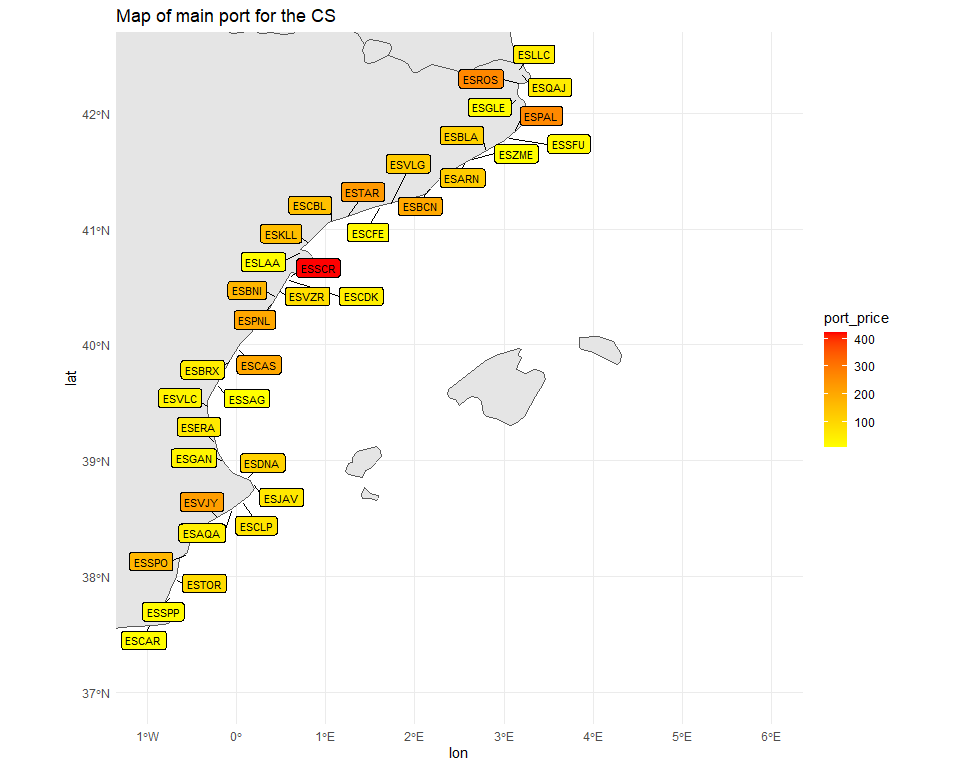 Map of main port for the CS
ESLLC
ESROS
ESQAJ
ESGLE
ESPAL
ESBLA
ESSFU
ESZME
ESVLG
ESARN
ESTAR
ESCBL
ESBCN
ESKLL
ESCFE
ESLAA
ESSCR
ESBNI
ESVZR
ESCDK
ESPNL
ESCAS
ESBRX
ESVLC
ESSAG
ESERA
ESGAN
ESDNA
ESJAV
ESVJY
ESCLP
ESAQA
ESSPO
ESTOR
ESSPP
ESCAR
42°N
41°N
40°N
39°N
38°N
37°N
lat
1°W
0°
1°E
2°E
3°E
4°E
5°E
6°E
lon
port_price
400
300
200
100